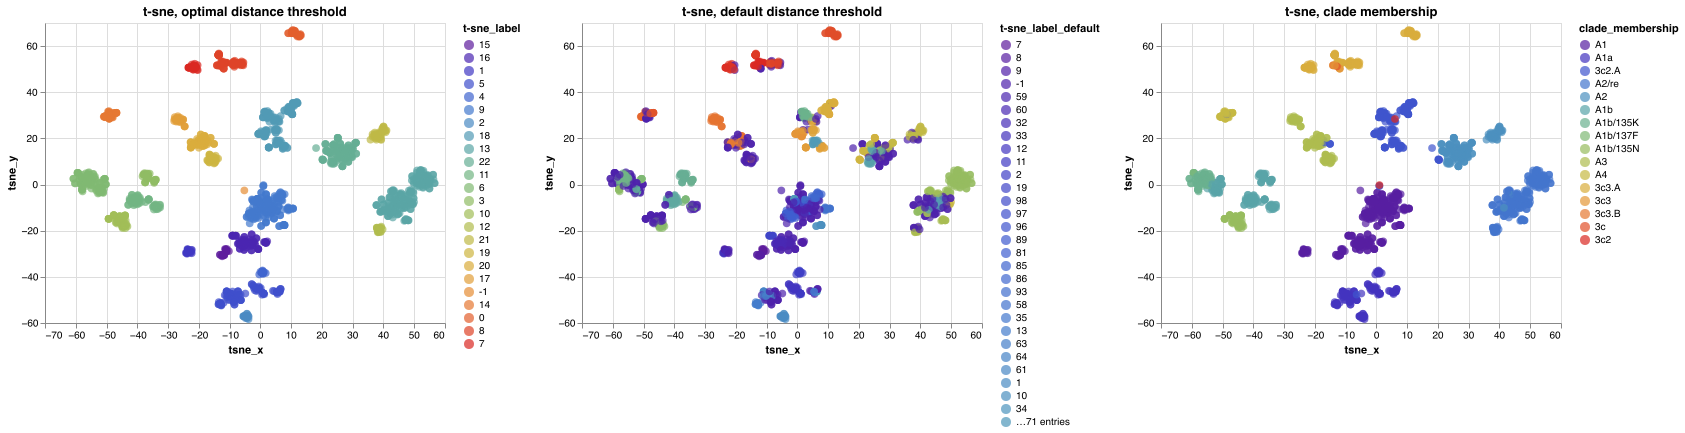 t-sne, optimal distance threshold
60
40
20
0
−20
−40
−60
tsne_y
−70 −60 −50 −40 −30 −20 −10 0 10 20 30 40 50 60
tsne_x
t-sne_label
15
16
1
5
4
9
2
18
13
22
11
6
3
10
12
21
19
20
17
-1
14
0
8
7
t-sne, default distance threshold
60
40
20
0
−20
−40
−60
tsne_y
−70 −60 −50 −40 −30 −20 −10 0 10 20 30 40 50 60
tsne_x
t-sne_label_default
7
8
9
-1
59
60
32
33
12
11
2
19
98
97
96
89
81
85
86
93
58
35
13
63
64
61
1
10
34
…71 entries
t-sne, clade membership
60
40
20
0
−20
−40
−60
tsne_y
−70 −60 −50 −40 −30 −20 −10 0 10 20 30 40 50 60
tsne_x
clade_membership
A1
A1a
3c2.A
A2/re
A2
A1b
A1b/135K
A1b/137F
A1b/135N
A3
A4
3c3.A
3c3
3c3.B
3c
3c2